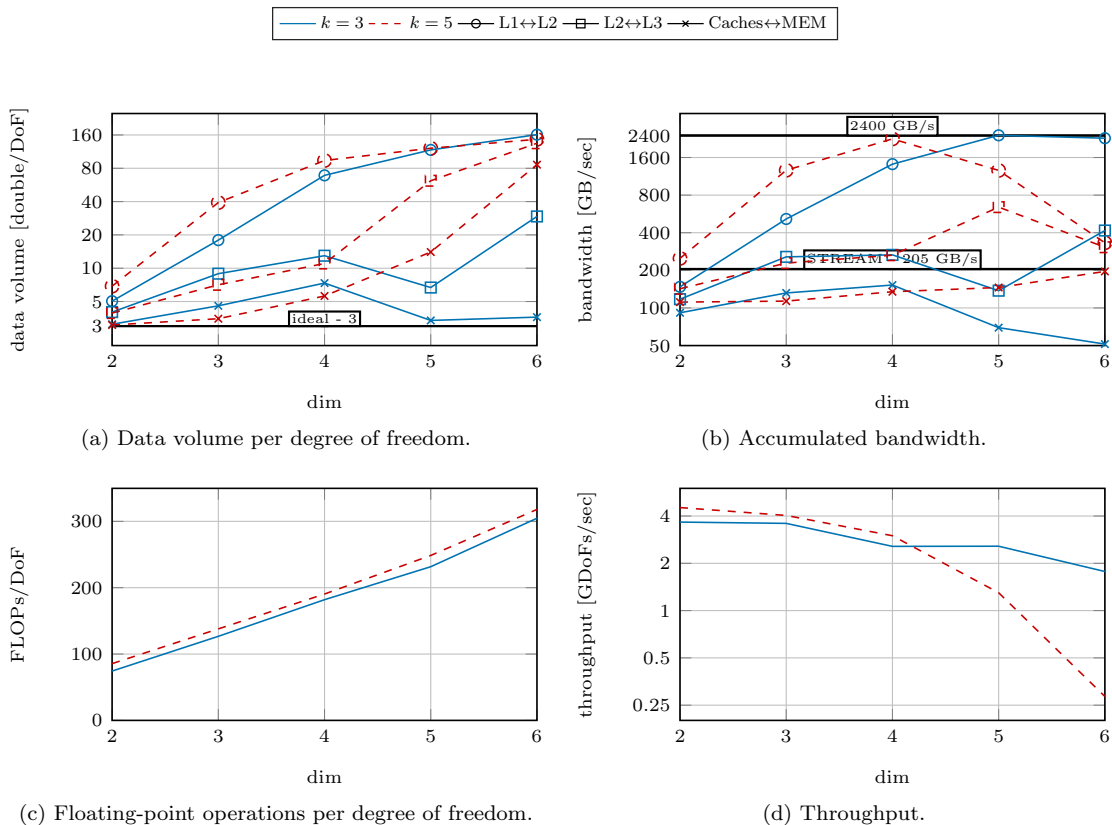 k = 3 k = 5 L1↔L2 L2↔L3 Caches↔MEM
data volume [double/DoF]
160
80
40
20
10
5
3
ideal - 3
2 3 4 5 6
dim
(a) Data volume per degree of freedom.
bandwidth [GB/sec]
2400
1600
800
400
200
100
50
2400 GB/s
STREAM - 205 GB/s
2 3 4 5 6
dim
(b) Accumulated bandwidth.
FLOPs/DoF
300
200
100
0
2 3 4 5 6
dim
(c) Floating-point operations per degree of freedom.
throughput [GDoFs/sec]
4
2
1
0.5
0.25
2 3 4 5 6
dim
(d) Throughput.